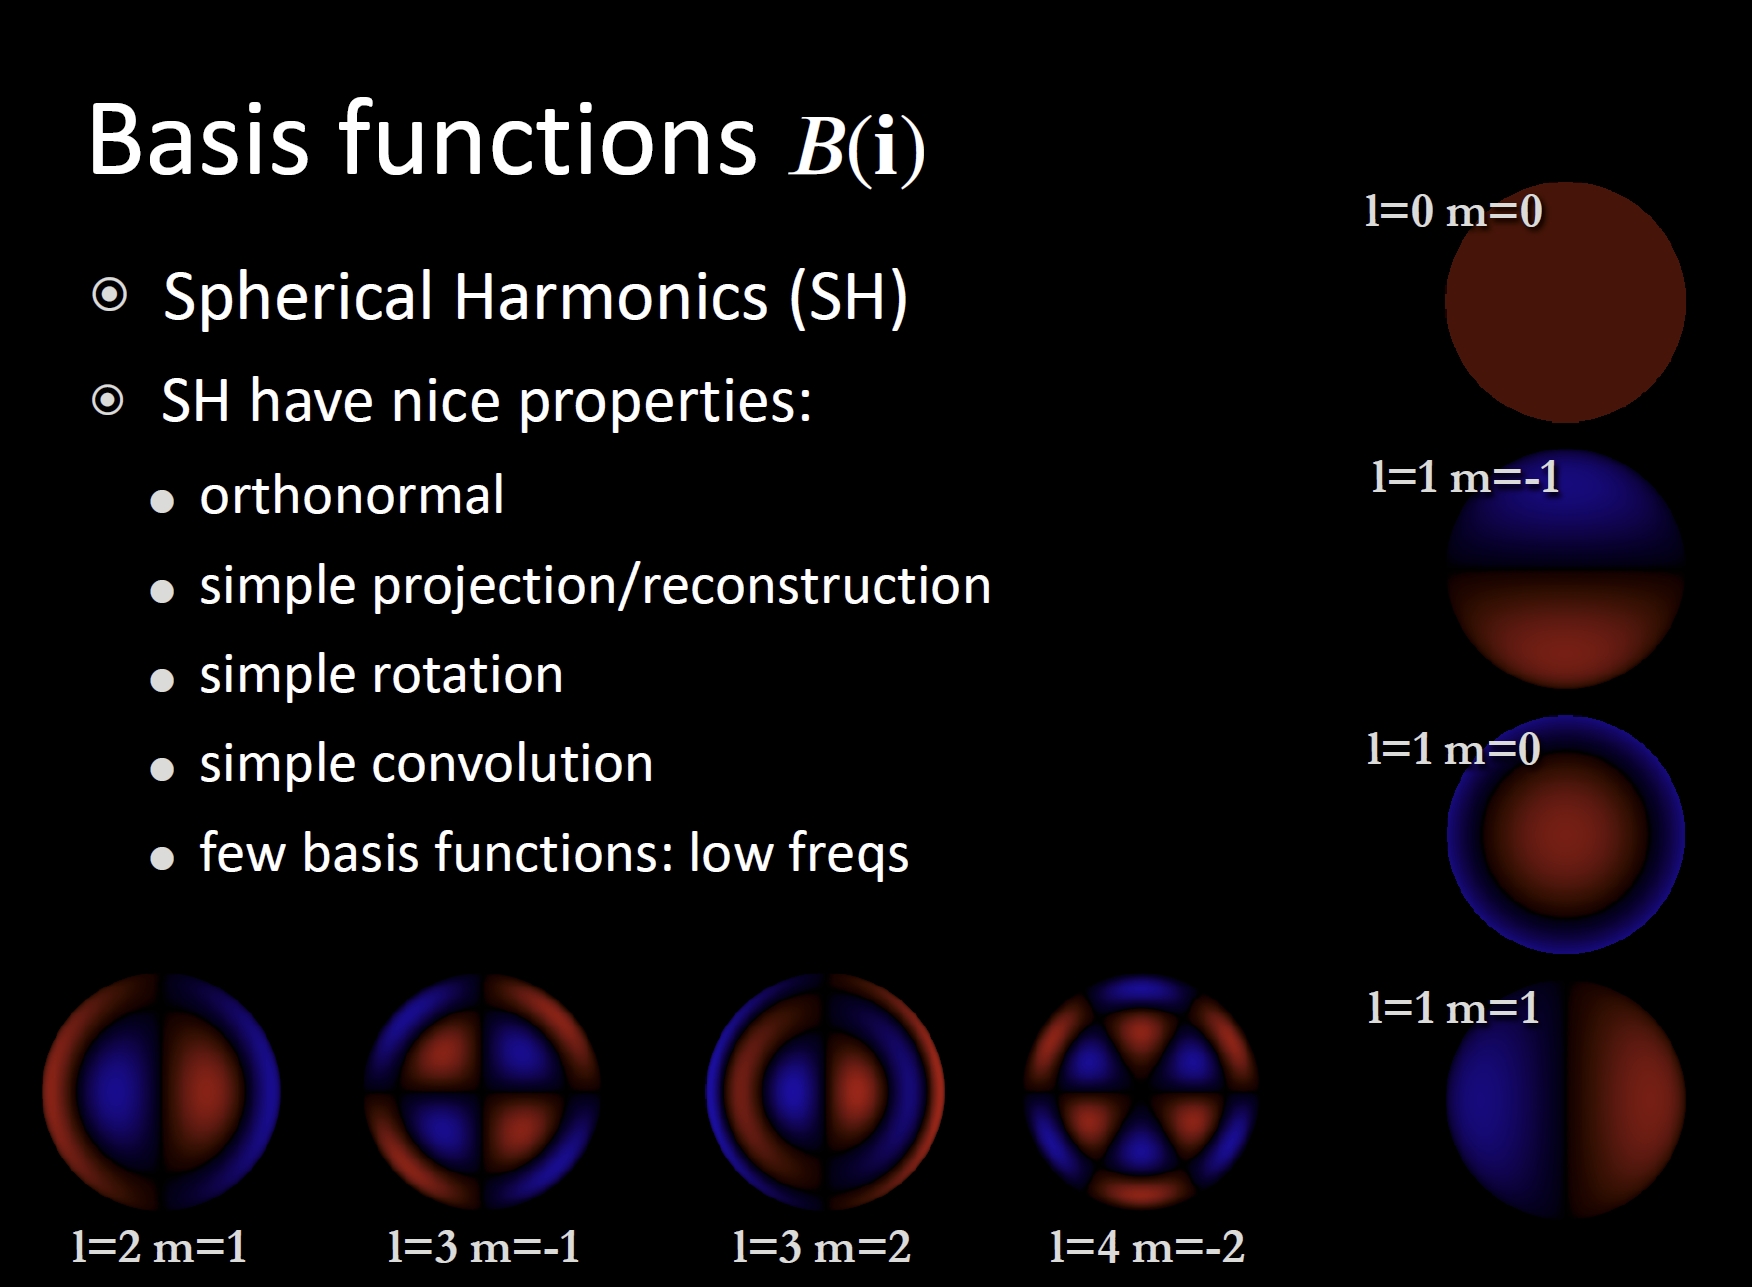 Basis functions B(i)
Spherical Harmonics (SH)
SH have nice properties:
orthonormal
simple projection/reconstruction
simple rotation
simple convolution
few basis functions: low freqs
l=0 m=0
l=1 m=-1
l=1 m=0
l=1 m=1
l=2 m=1
l=3 m=-1
l=3 m=2
l=4 m=-2